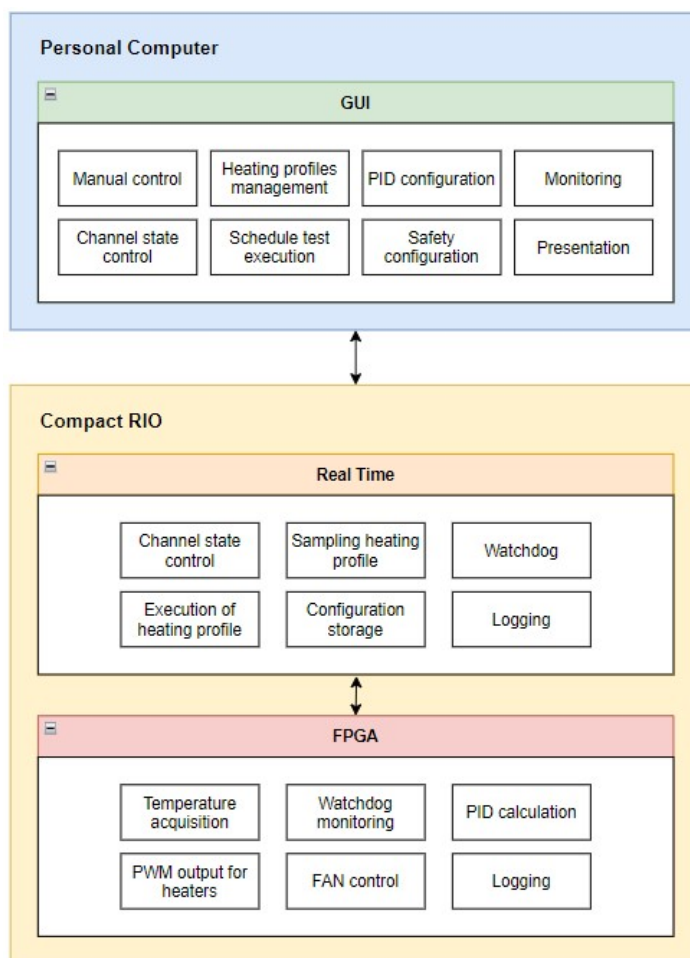 Personal Computer
GUI
Manual control
Heating profiles
management
PID configuration
Monitoring
Channel state
control
Schedule test
execution
Safety
configuration
Presentation
Compact RIO
Real Time
Channel state
control
Sampling heating
profile
Watchdog
Execution of
heating profile
Configuration
storage
Logging
FPGA
Temperature
acquisition
Watchdog
monitoring
PID calculation
PWM output for
heaters
FAN control
Logging